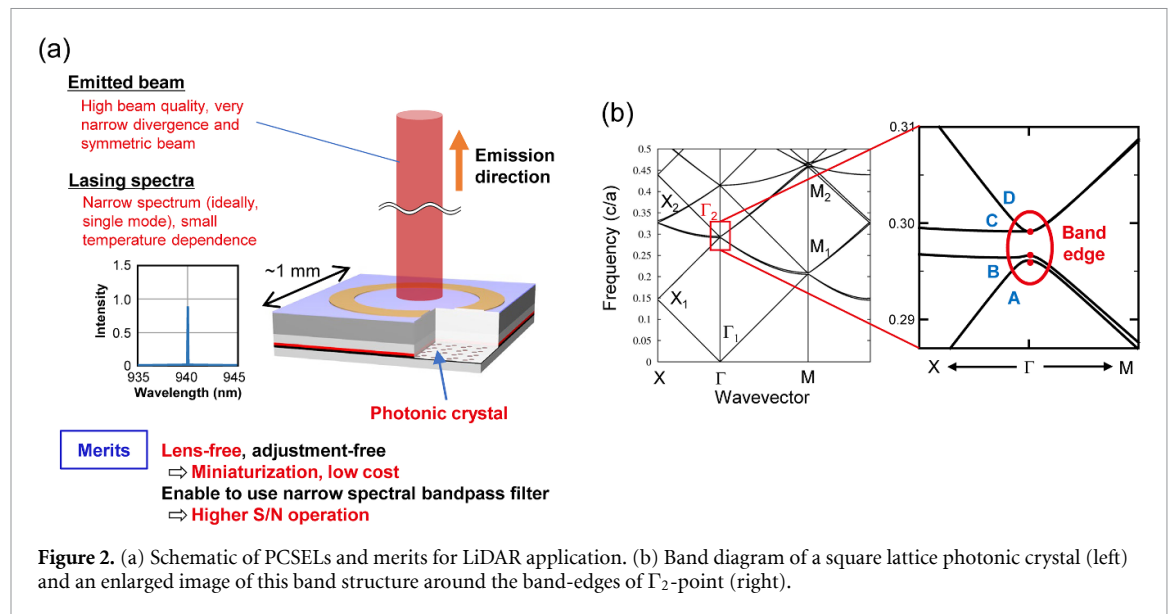 (a)
Emitted beam
High beam quality, very
narrow divergence and
symmetric beam
Lasing spectra
Narrow spectrum (ideally,
single mode), small
temperature dependence
Emission
direction
~1 mm
Intensity
1.5
1.0
0.5
0
935
940
945
Wavelength (nm)
Photonic crystal
Merits
Lens-free, adjustment-free
⇨ Miniaturization, low cost
Enable to use narrow spectral bandpass filter
⇨ Higher S/N operation
(b)
Frequency (c/a)
0.5
0.45
0.4
0.35
0.3
0.25
0.2
0.15
0.1
0.05
0
X₂
Γ₂
M₂
M₁
X₁
Γ₁
X
Γ
M
Wavevector
0.31
0.30
0.29
D
C
B
A
Band
edge
X
Γ
M
Figure 2. (a) Schematic of PCSELs and merits for LiDAR application. (b) Band diagram of a square lattice photonic crystal (left)
and an enlarged image of this band structure around the band-edges of Γ₂-point (right).